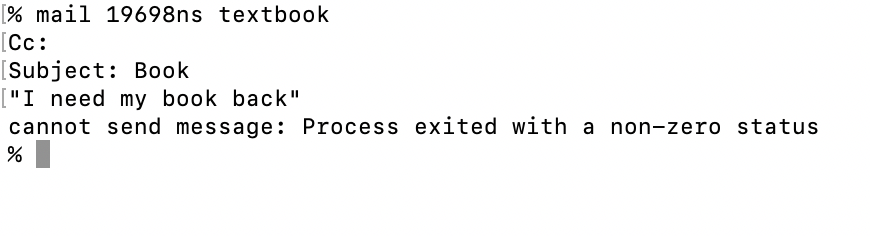 [% mail 19698ns textbook
[Cc:
[Subject: Book
["I need my book back"
cannot send message: Process exited with a non-zero status
%